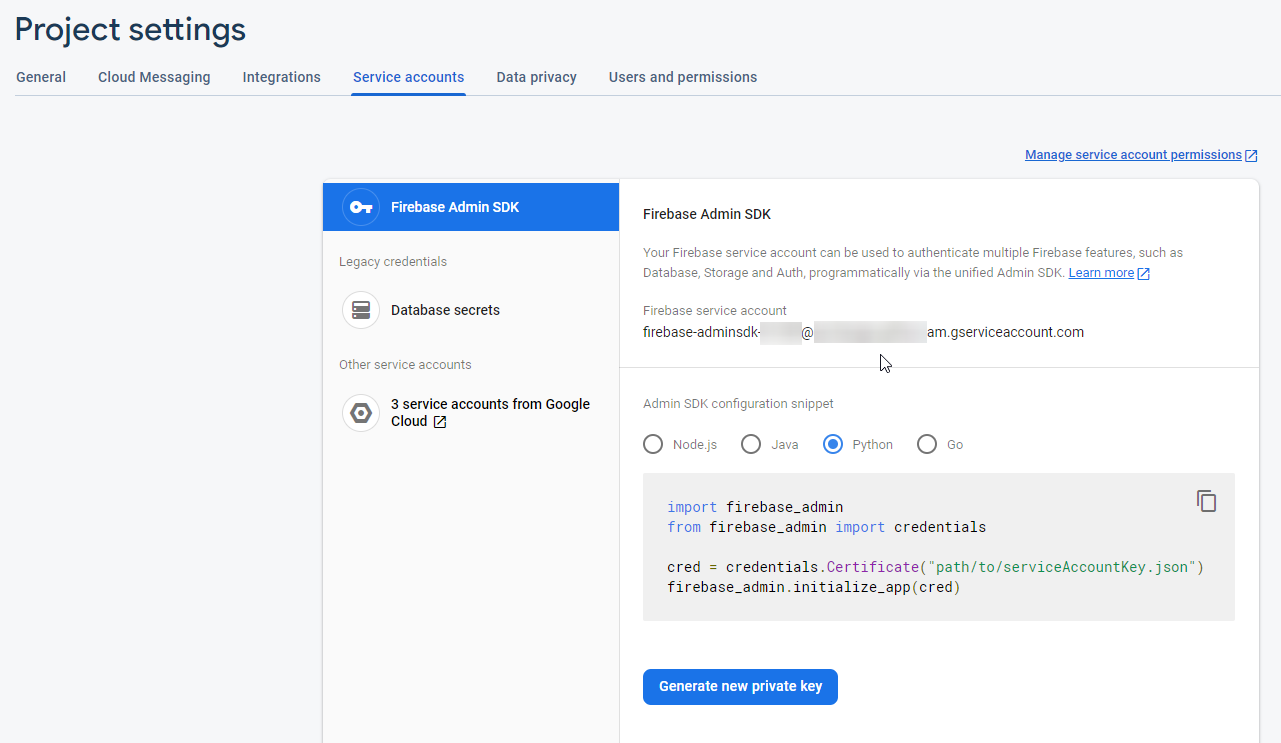 Project settings
General Cloud Messaging Integrations Service accounts Data privacy Users and permissions
Manage service account permissions
Firebase Admin SDK
Legacy credentials
Database secrets
Other service accounts
3 service accounts from Google
Cloud
Firebase Admin SDK
Your Firebase service account can be used to authenticate multiple Firebase features, such as
Database, Storage and Auth, programmatically via the unified Admin SDK. Learn more
Firebase service account
firebase-adminsdk- @ am.gserviceaccount.com
Admin SDK configuration snippet
Node.js Java Python Go
import firebase_admin
from firebase_admin import credentials
cred = credentials.Certificate("path/to/serviceAccountKey.json")
firebase_admin.initialize_app(cred)
Generate new private key